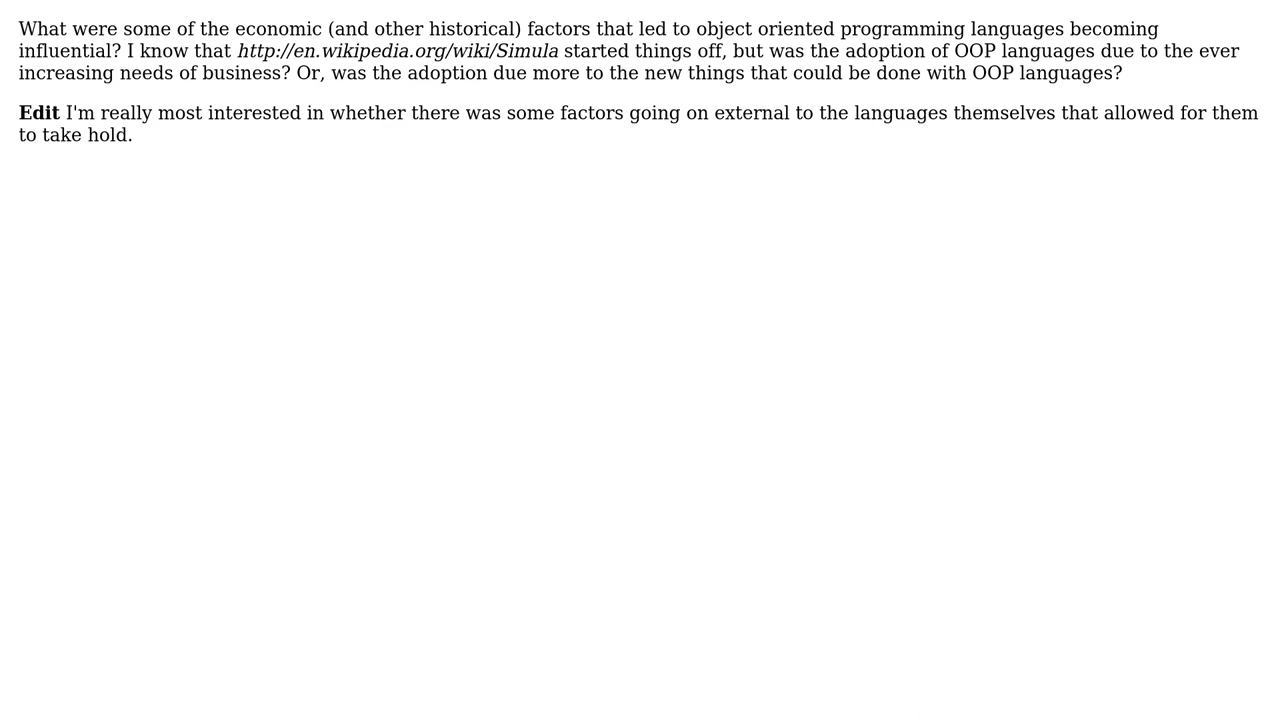 What were some of the economic (and other historical) factors that led to object oriented programming languages becoming
influential? I know that http://en.wikipedia.org/wiki/Simula started things off, but was the adoption of OOP languages due to the ever
increasing needs of business? Or, was the adoption due more to the new things that could be done with OOP languages?
Edit I'm really most interested in whether there was some factors going on external to the languages themselves that allowed for them
to take hold.